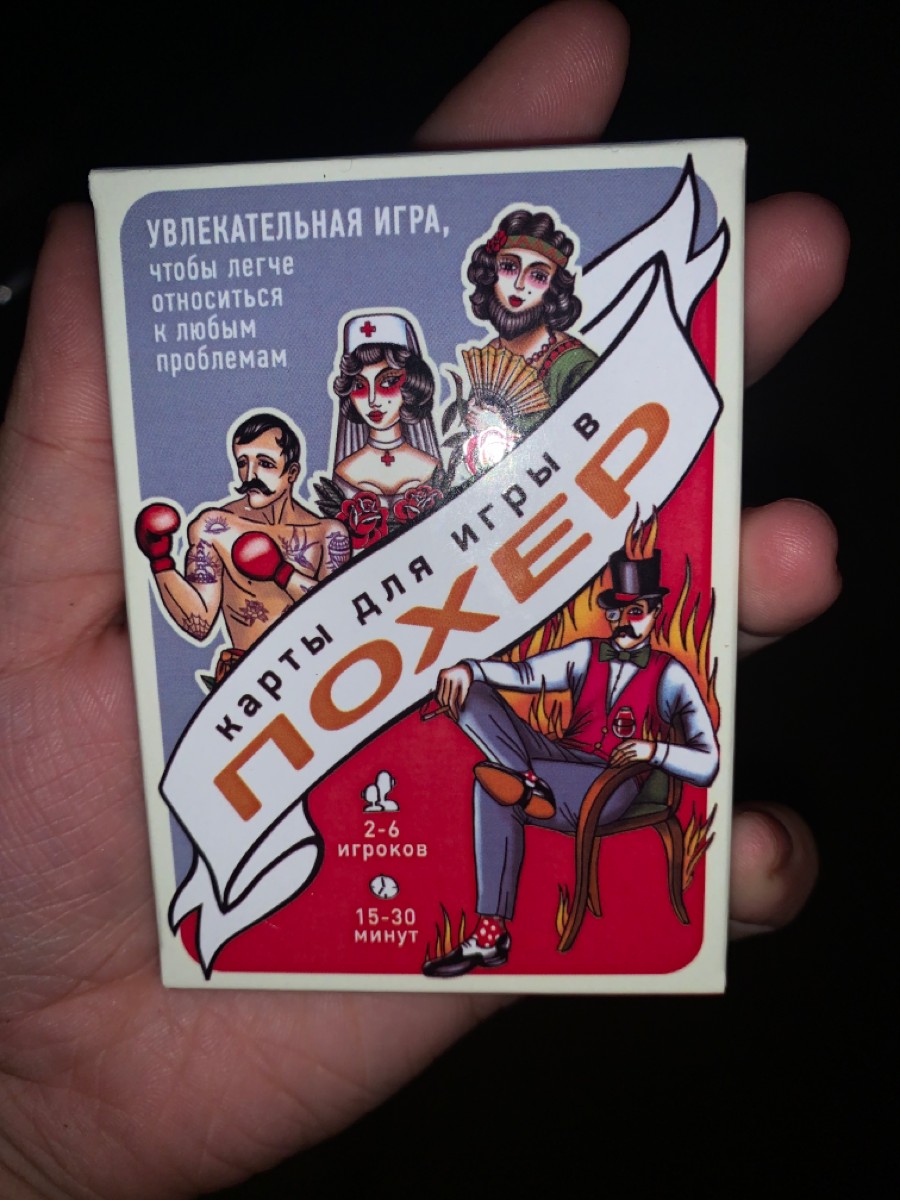 УВЛЕКАТЕЛЬНАЯ ИГРА,
чтобы легче
относиться
к любым
проблемам
карты для игры в
ПОХЕР
2-6
игроков
15-30
минут